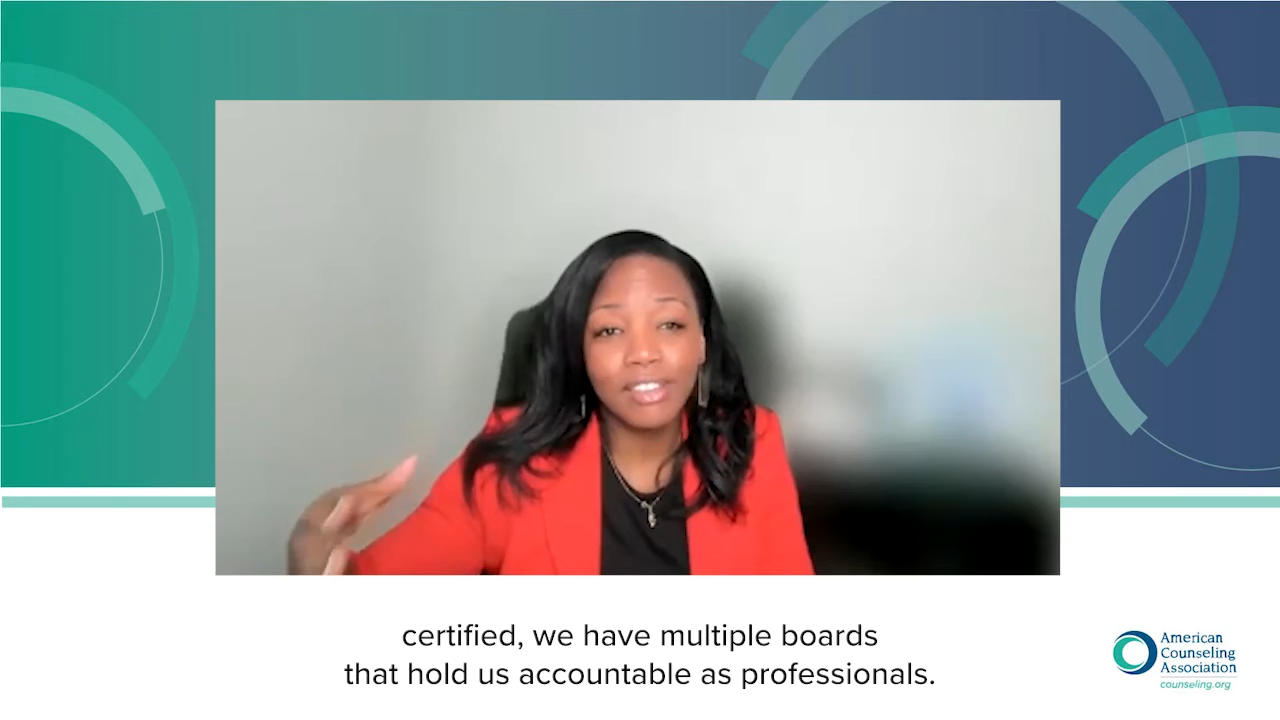 certified, we have multiple boards
that hold us accountable as professionals.
American
Counseling
Association
counseling.org